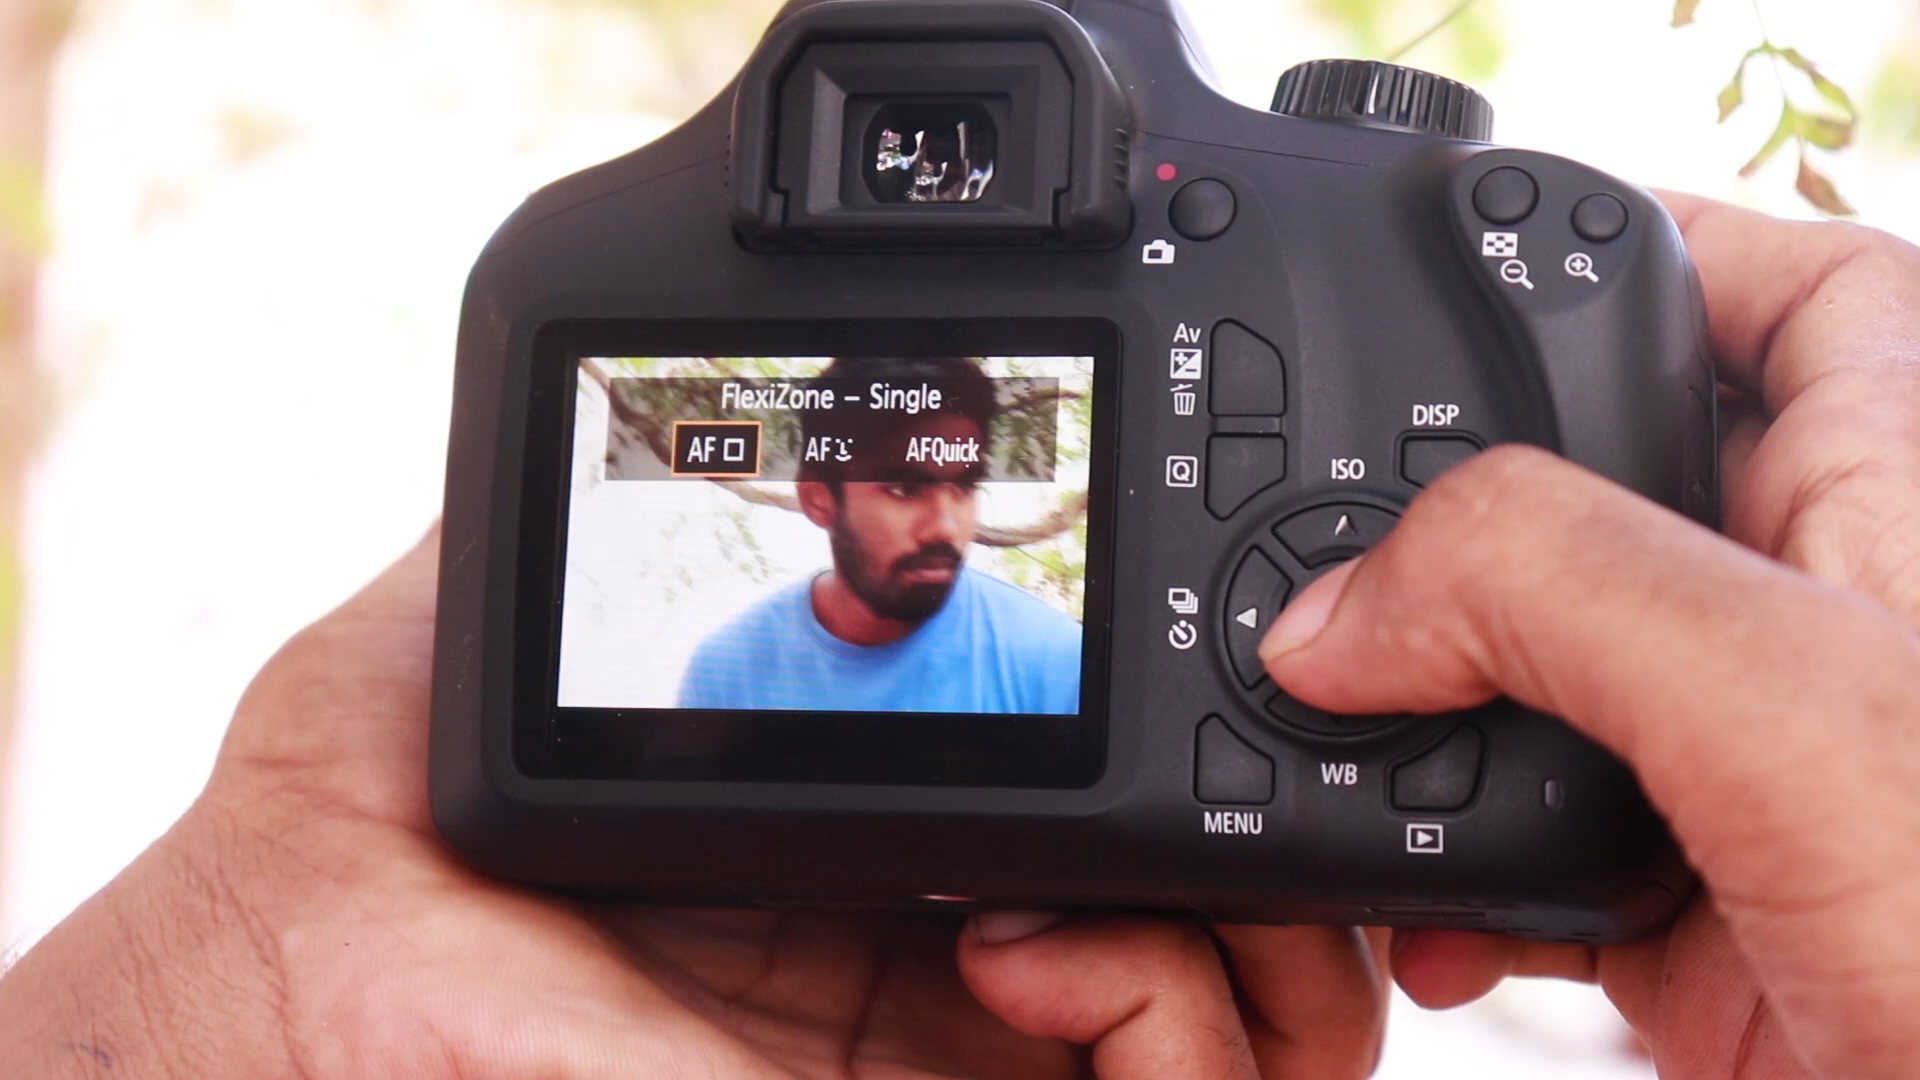 FlexiZone – Single
AF AF AFQuick
Av
Q
DISP
ISO
WB
MENU